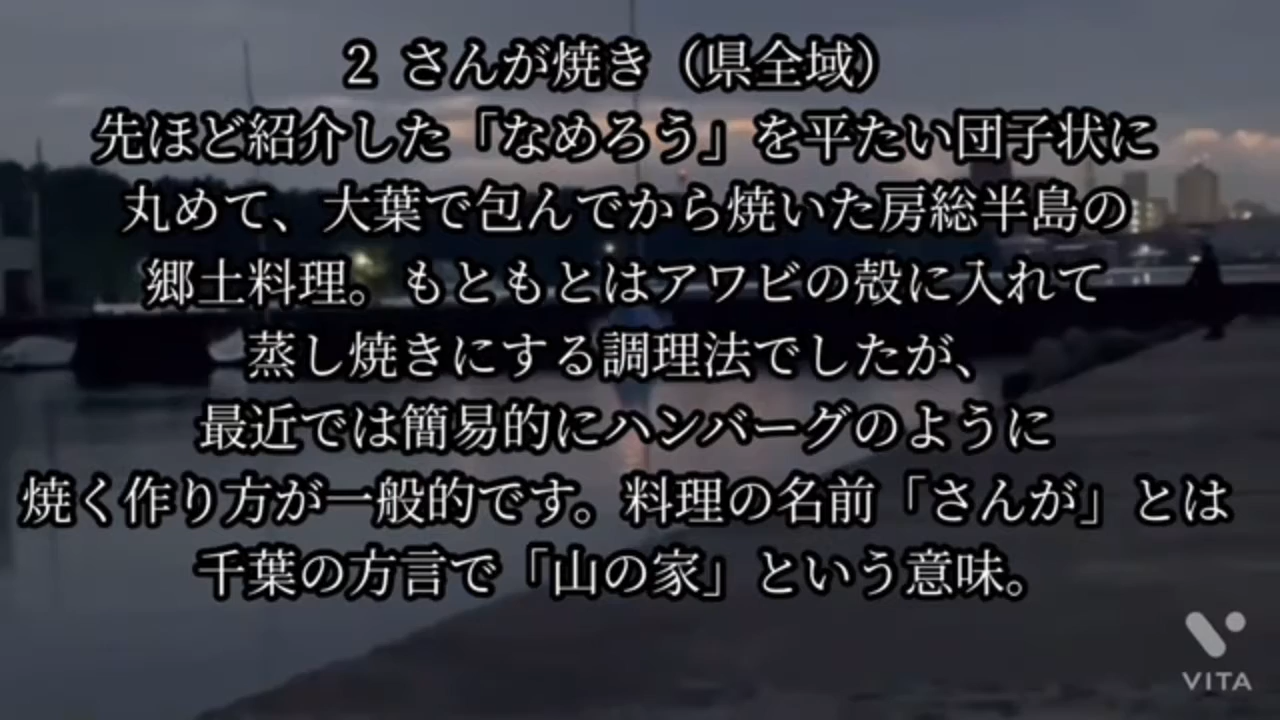 2 さんが焼き（県全域）
先ほど紹介した「なめろう」を平たい団子状に
丸めて、大葉で包んでから焼いた房総半島の
郷土料理。もともとはアワビの殻に入れて
蒸し焼きにする調理法でしたが、
最近では簡易的にハンバーグのように
焼く作り方が一般的です。料理の名前「さんが」とは
千葉の方言で「山の家」という意味。
VITA